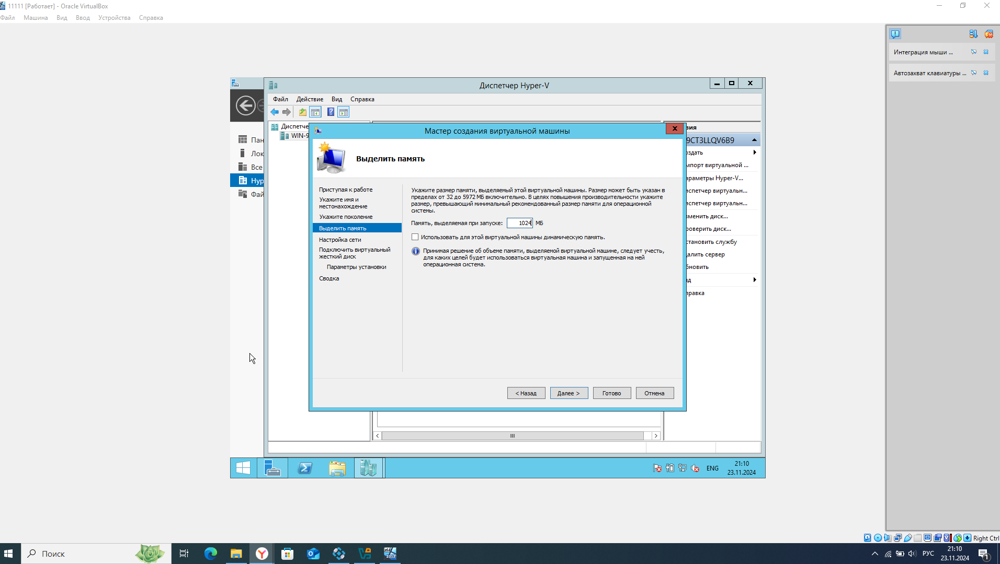 11111 [Работает] - Oracle VirtualBox
Файл Машина Вид Ввод Устройства Справка
Интеграция мыши ...
Автозахват клавиатуры ...
Диспетчер Hyper-V
Файл Действие Вид Справка
Диспетче
WIN-9
Пан
Лок
Все
Hyp
Фай
Мастер создания виртуальной машины
Выделить память
Приступая к работе
Укажите имя и
местонахождение
Укажите поколение
Выделить память
Настройка сети
Подключить виртуальный
жесткий диск
Параметры установки
Сводка
Укажите размер памяти, выделяемый этой виртуальной машины. Размер может быть указан в
пределах от 32 до 5972 МБ включительно. В целях повышения производительности укажите
размер, превышающий минимальный рекомендованный размер памяти для операционной
системы.
Память, выделяемая при запуске: 1024 МБ
Использовать для этой виртуальной машины динамическую память.
Принимая решение об объеме памяти, выделяемой виртуальной машине, следует учесть,
для каких целей будет использоваться виртуальная машина и запущенная на ней
операционная система.
< Назад Далее > Готово Отмена
вия
9CT3LLQV6B9
оздать
мпорт виртуальной ...
араметры Hyper-V...
испетчер виртуальн...
испетчер виртуальн...
зменить диск...
роверить диск...
становить службу
далить сервер
бновить
ид
правка
ENG
21:10
23.11.2024
Right Ctrl
Поиск
x64
2012
РУС
21:10
23.11.2024
1